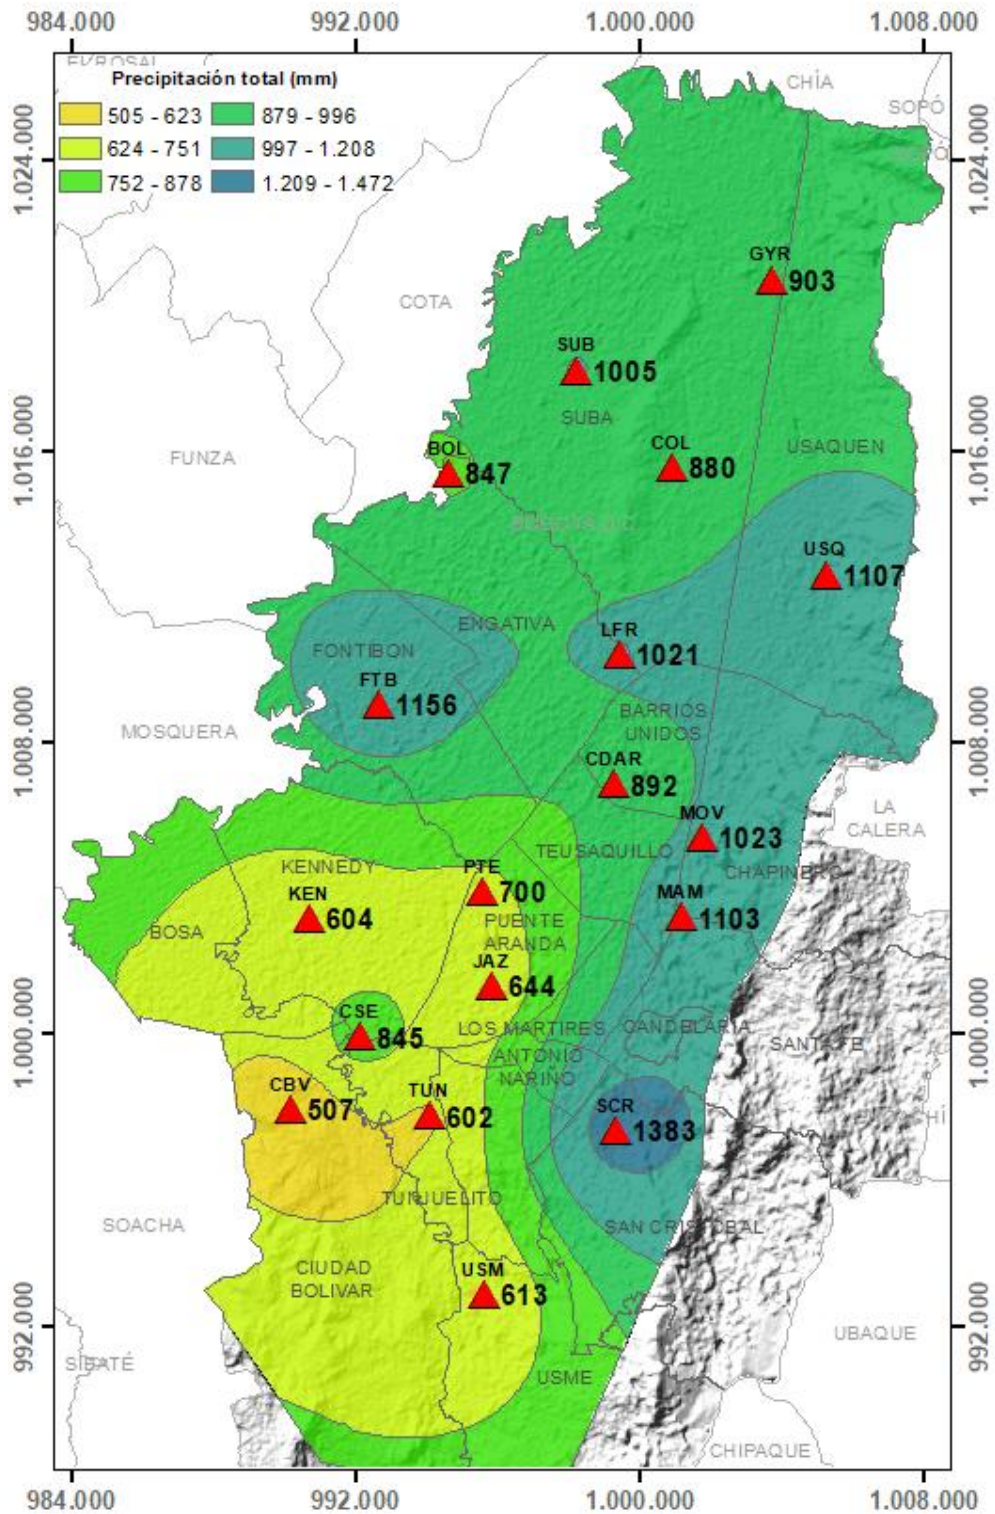 984.000 992.000 1.000.000 1.008.000
Precipitación total (mm)
505 - 623 879 - 996
624 - 751 997 - 1.208
752 - 878 1.209 - 1.472
CHÍA
SOPÓ
1.024.000 1.024.000
GYR
903
COTA
SUB
1005
SUBA
COL
880
USAQUEN
BOL
847
FUNZA
1.016.000 1.016.000
USQ
1107
ENGATIVA
LFR
1021
FONTIBON
FTB
1156
BARRIOS
UNIDOS
MOSQUERA
1.008.000 1.008.000
CDAR
892
MOV
1023
LA
CALERA
TEUSAQUILLO
CHAPINERO
KENNEDY
PTE
700
KEN
604
MAM
1103
PUENTE
ARANDA
BOSA
JAZ
644
CSE
845
LOS MARTIRES
CANDELARIA
SANTA FE
1.000.000 1.000.000
ANTONIO
NARIÑO
CBV
507
TUN
602
SCR
1383
TUNJUELITO
SOACHA
SAN CRISTOBAL
CIUDAD
BOLIVAR
USM
613
UBAQUE
992.000 992.000
USME
CHIPAQUE
984.000 992.000 1.000.000 1.008.000